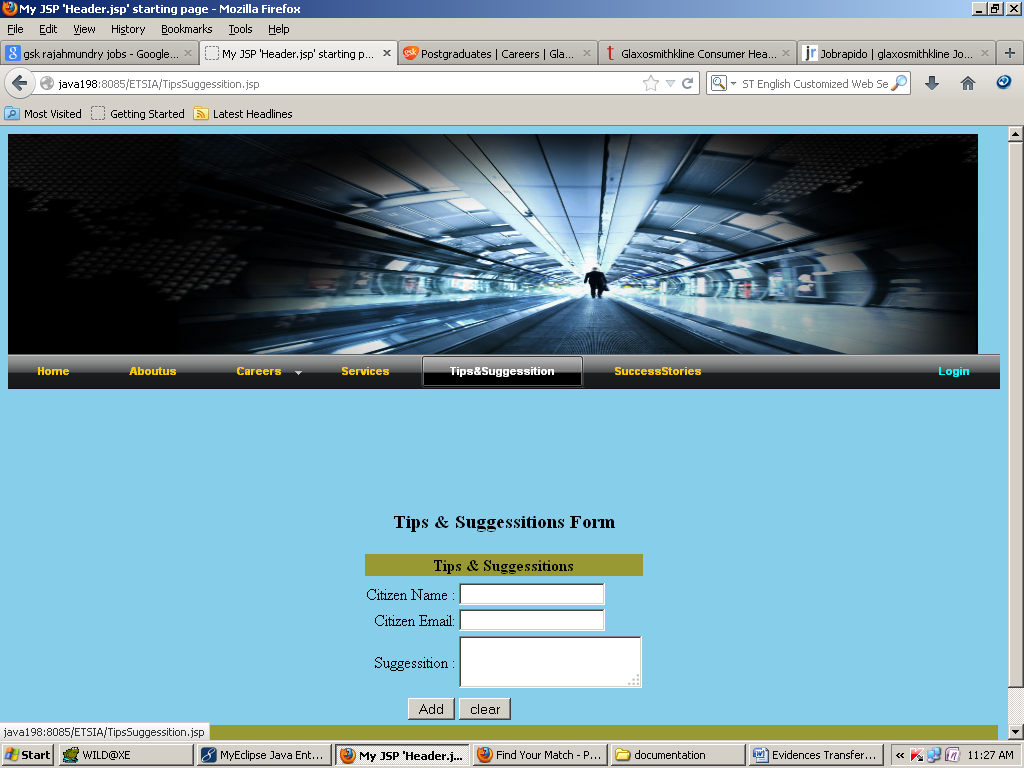 My JSP 'Header.jsp' starting page - Mozilla Firefox
File Edit View History Bookmarks Tools Help
gsk rajahmundry jobs - Google... My JSP 'Header.jsp' starting p... Postgraduates | Careers | Gla... Glaxosmithkline Consumer Hea... Jobrapido | glaxosmithkline Jo...
java198:8085/ETSIA/TipsSuggessition.jsp ST English Customized Web Se
Most Visited Getting Started Latest Headlines
Home Aboutus Careers Services Tips&Suggessition SuccessStories Login
Tips & Suggessitions Form
Tips & Suggessitions
Citizen Name :
Citizen Email:
Suggessition :
Add clear
java198:8085/ETSIA/TipsSuggessition.jsp
Start WILD@XE MyEclipse Java Ent... My JSP 'Header.j... Find Your Match - P... documentation Evidences Transfer... « 11:27 AM